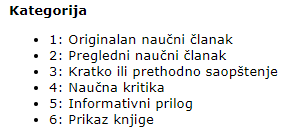 Kategorija
1: Originalan naučni članak
2: Pregledni naučni članak
3: Kratko ili prethodno saopštenje
4: Naučna kritika
5: Informativni prilog
6: Prikaz knjige